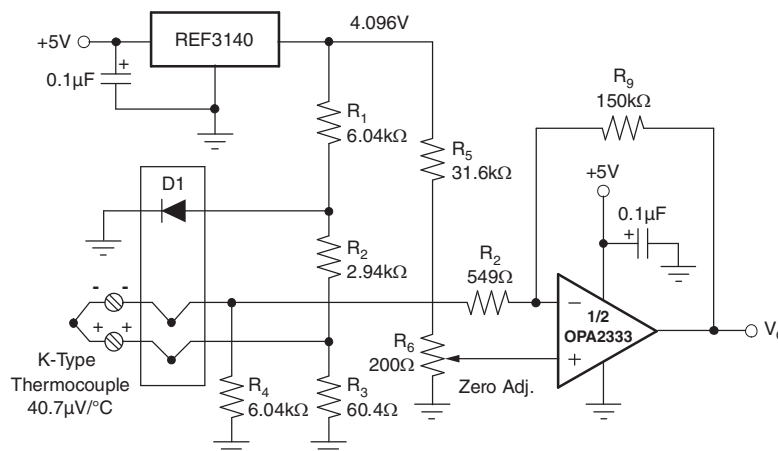 4.096V
+5V
REF3140
0.1µF
+
R1
6.04kΩ
R5
31.6kΩ
R9
150kΩ
+5V
0.1µF
+
D1
R2
2.94kΩ
R2
549Ω
- -
+ +
K-Type
Thermocouple
40.7µV/°C
R4
6.04kΩ
R3
60.4Ω
R6
200Ω
Zero Adj.
−
1/2
OPA2333
+